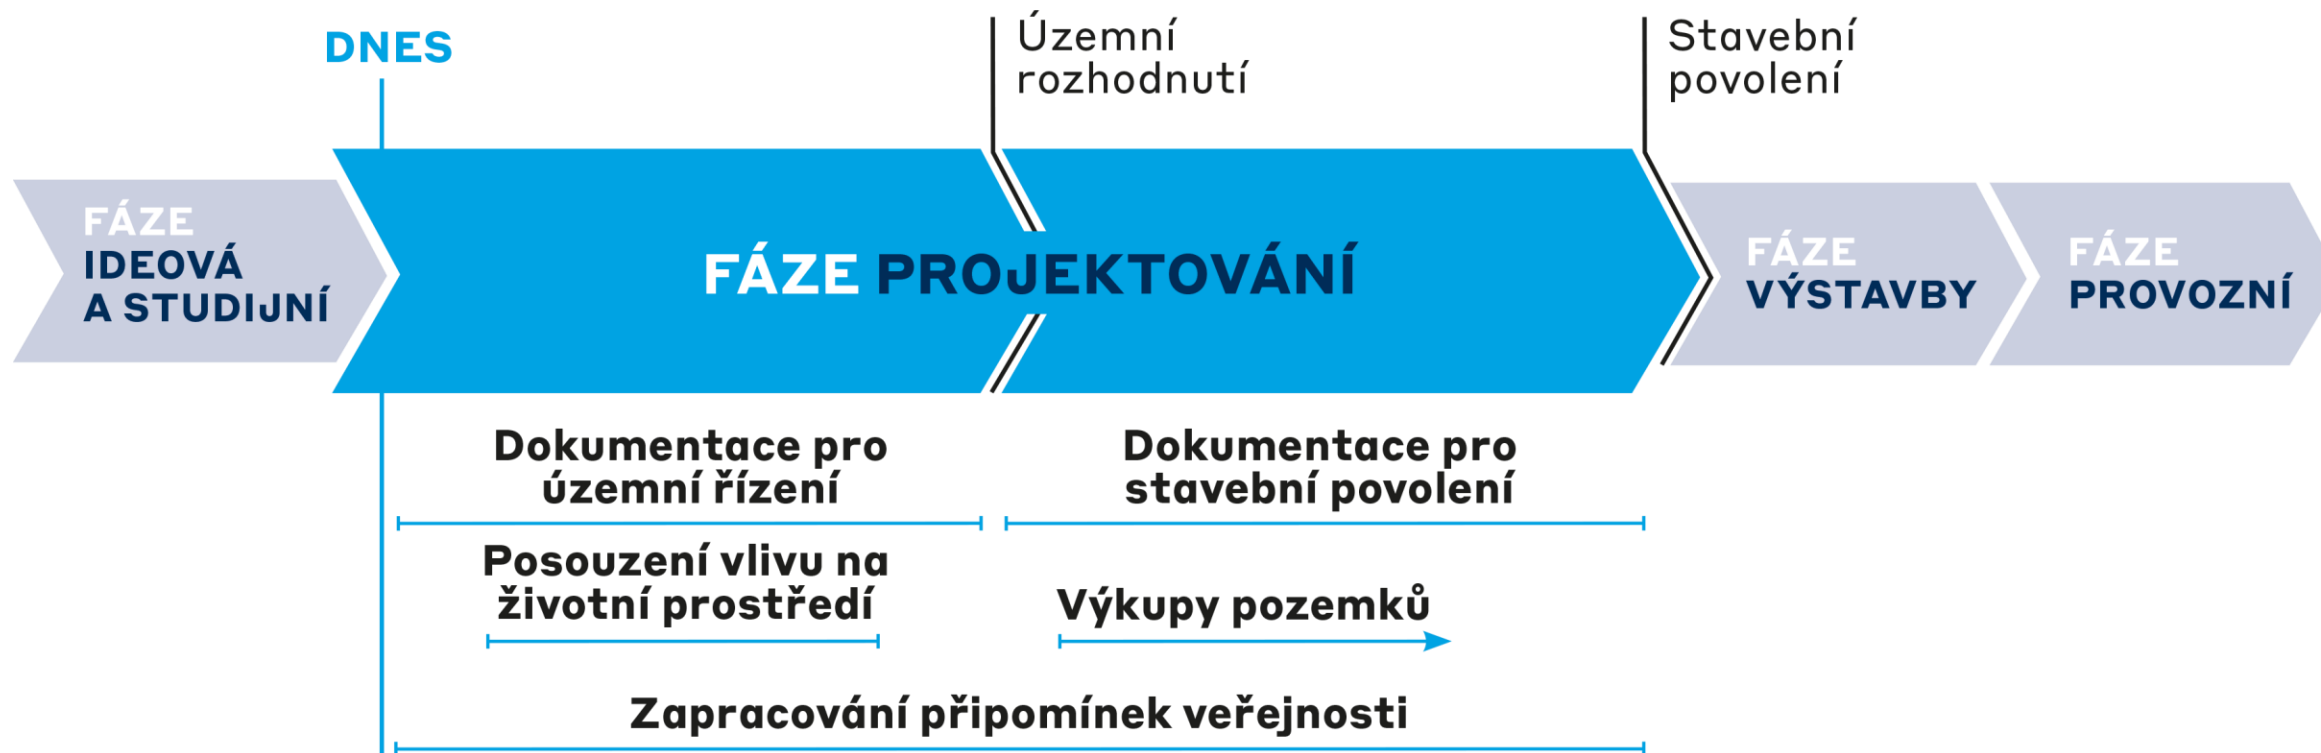 DNES
Územní
rozhodnutí
Stavební
povolení
FÁZE
IDEOVÁ
A STUDIJNÍ
FÁZE PROJEKTOVÁNÍ
FÁZE
VÝSTAVBY
FÁZE
PROVOZNÍ
Dokumentace pro
územní řízení
Dokumentace pro
stavební povolení
Posouzení vlivu na
životní prostředí
Výkupy pozemků
Zapracování připomínek veřejnosti